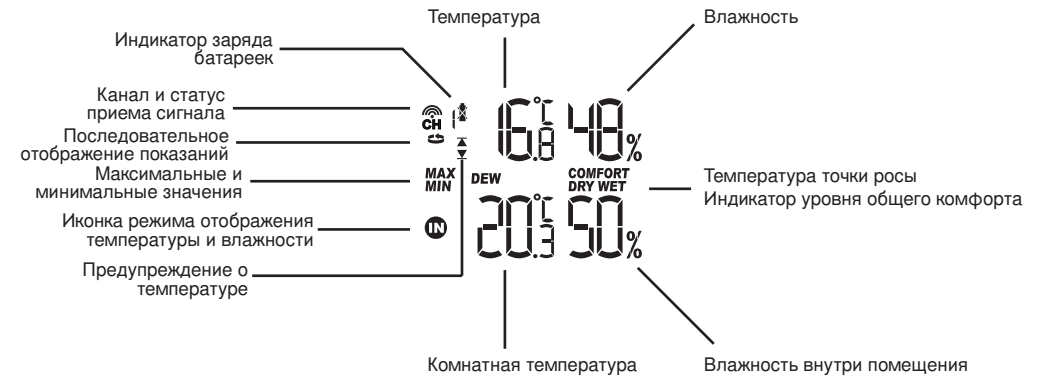 Температура
Влажность
Индикатор заряда
батареек
Канал и статус
приема сигнала
Последовательное
отображение показаний
Максимальные и
минимальные значения
Иконка режима отображения
температуры и влажности
Предупреждение о
температуре
CH 1 16.8 °C 48%
MAX
MIN
DEW
COMFORT
DRY WET
IN 20.3 °C 50%
Температура точки росы
Индикатор уровня общего комфорта
Комнатная температура
Влажность внутри помещения